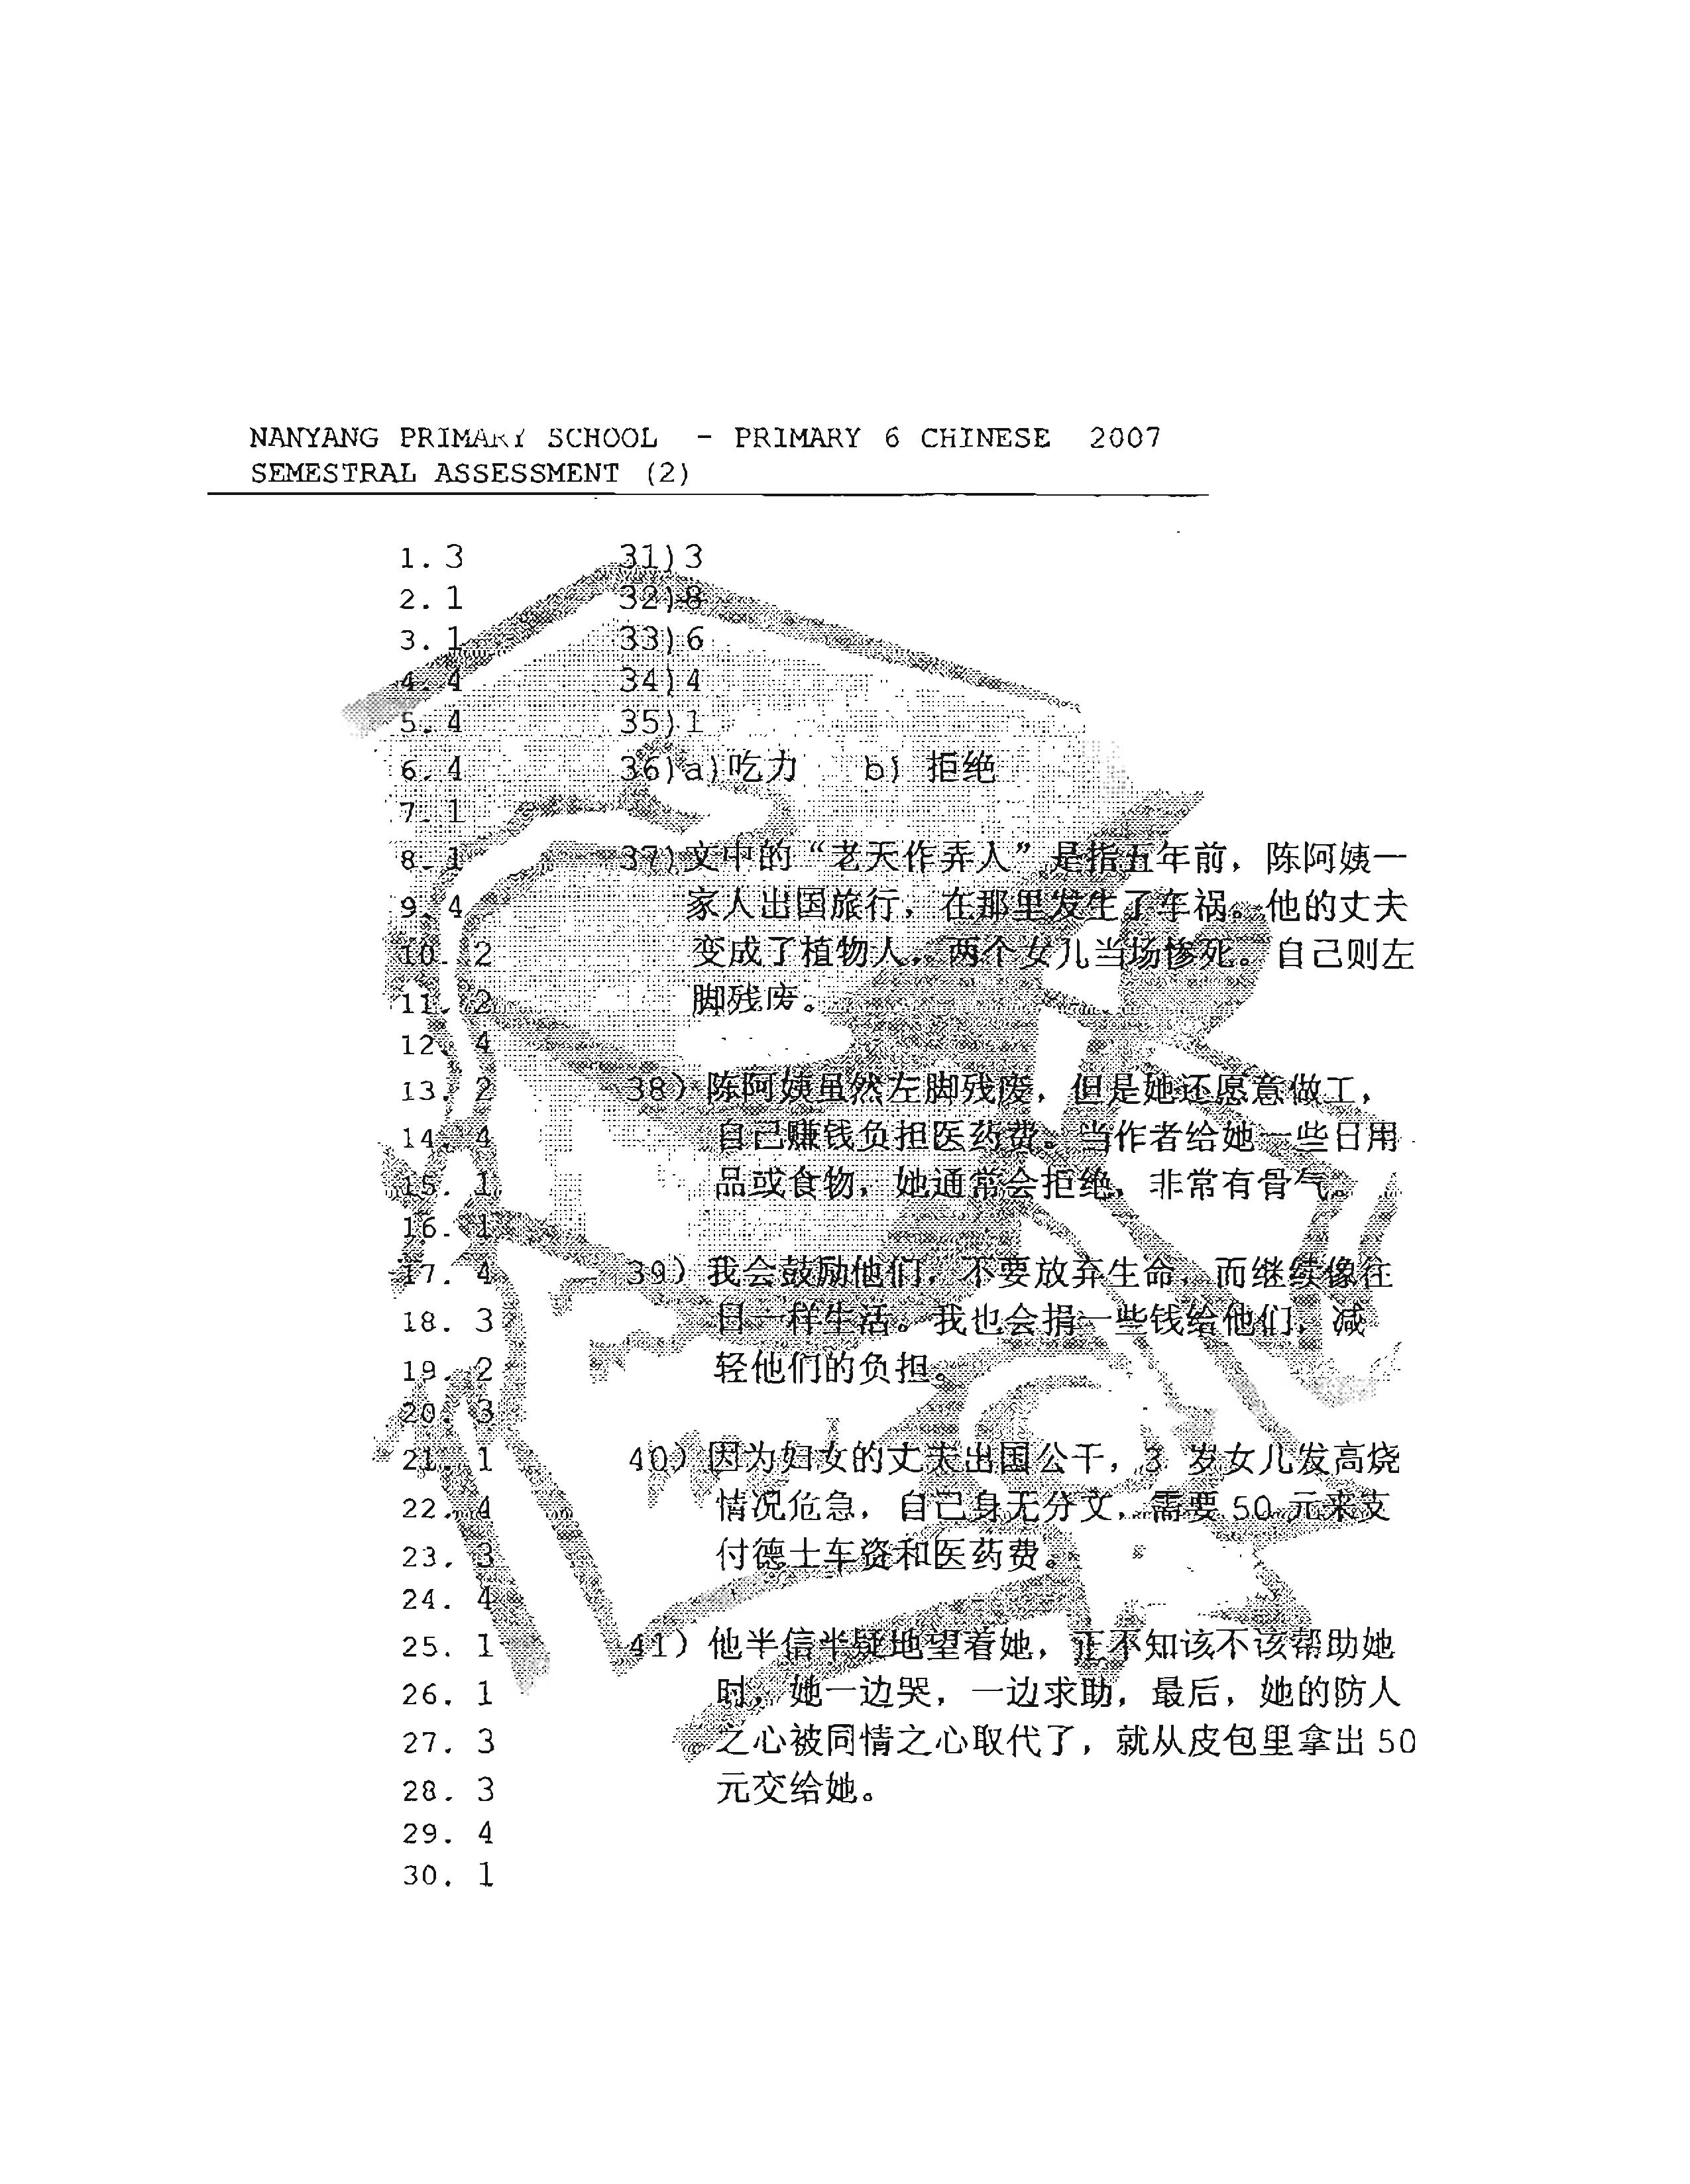 NANYANG PRIMARY SCHOOL - PRIMARY 6 CHINESE 2007
SEMESTRAL ASSESSMENT (2)
1. 3
2. 1
3. 1
4. 4
5. 4
6. 4
7. 1
8. 1
9. 4
10. 2
11. 2
12. 4
13. 2
14. 4
15. 1
16. 1
17. 4
18. 3
19. 2
20. 3
21. 1
22. 4
23. 3
24. 4
25. 1
26. 1
27. 3
28. 3
29. 4
30. 1
31) 3
32) 8
33) 6
34) 4
35) 1
36) a) 吃力 b) 拒绝
37) 文中的“老天作弄人”是指五年前，陈阿姨一
家人出国旅行，在那里发生了车祸。他的丈夫
变成了植物人，两个女儿当场惨死。自己则左
脚残废。
38) 陈阿姨虽然左脚残废，但是她还愿意做工，
自己赚钱负担医药费。当作者给她一些日用
品或食物，她通常会拒绝，非常有骨气。
39) 我会鼓励他们，不要放弃生命，而继续像往
日一样生活。我也会捐一些钱给他们，减
轻他们的负担。
40) 因为妇女的丈夫出国公干，3 岁女儿发高烧
情况危急，自己身无分文，需要 50 元来支
付德士车资和医药费。
41) 他半信半疑地望着她，正不知该不该帮助她
时，她一边哭，一边求助，最后，她的防人
之心被同情之心取代了，就从皮包里拿出 50
元交给她。